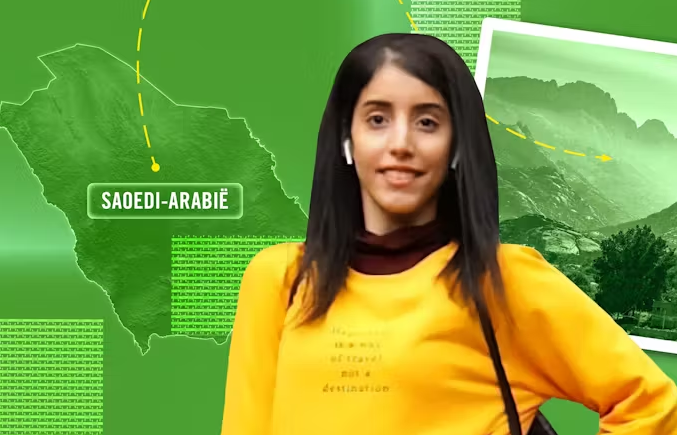 SAOEDI-ARABIË
Happiness
is a way
of travel
not a
destination